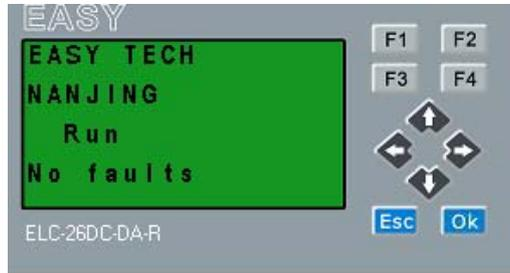 EASY
EASY TECH
NANJING
Run
No faults
F1 F2
F3 F4
Esc Ok
ELC-26DC-DA-R